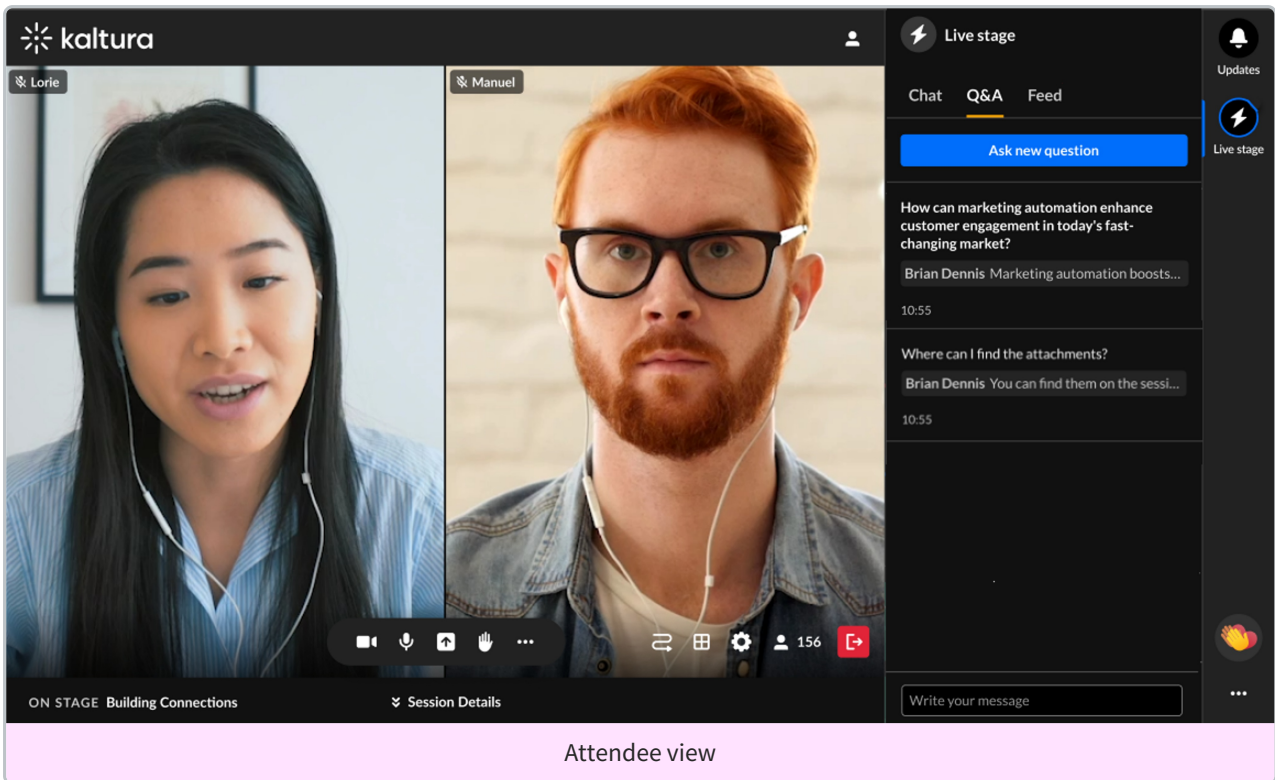 kaltura
Lorie
Manuel
156
ON STAGE Building Connections
Session Details
Live stage
Chat
Q&A
Feed
Ask new question
How can marketing automation enhance
customer engagement in today's fast-
changing market?
Brian Dennis Marketing automation boosts...
10:55
Where can I find the attachments?
Brian Dennis You can find them on the sessi...
10:55
Write your message
Updates
Live stage
Attendee view